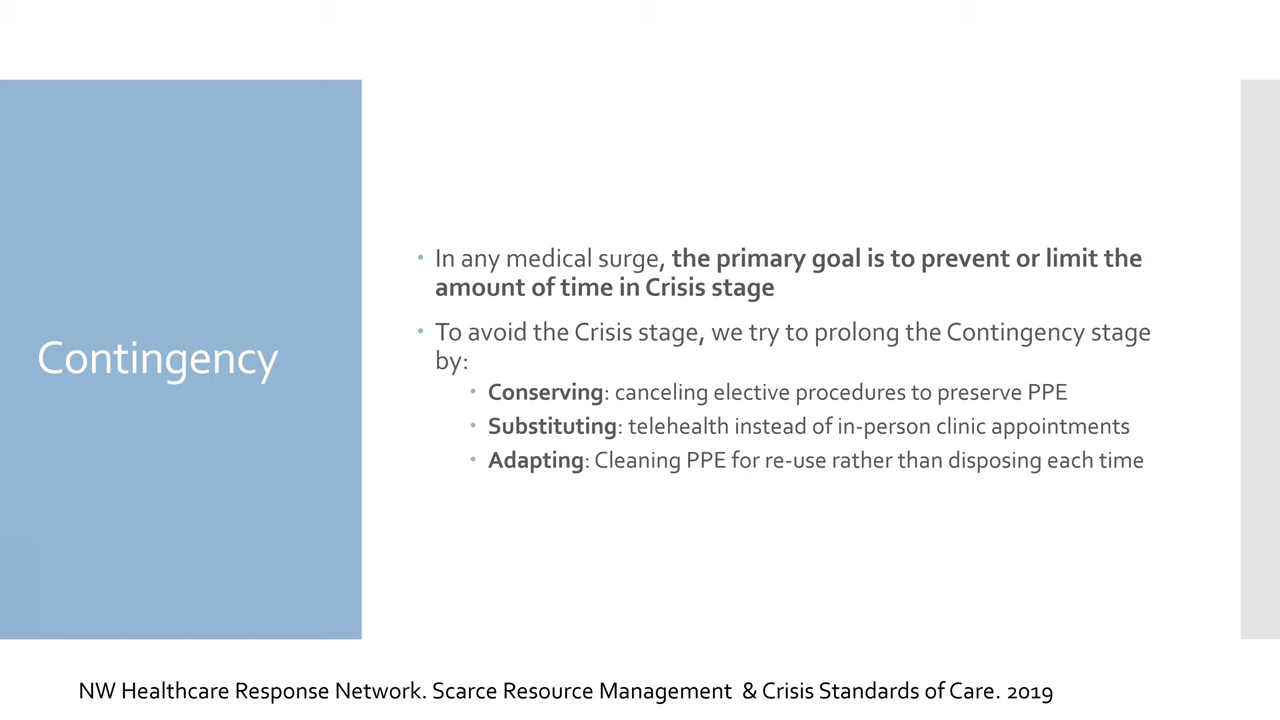 Contingency
• In any medical surge, the primary goal is to prevent or limit the
amount of time in Crisis stage
• To avoid the Crisis stage, we try to prolong the Contingency stage
by:
• Conserving: canceling elective procedures to preserve PPE
• Substituting: telehealth instead of in-person clinic appointments
• Adapting: Cleaning PPE for re-use rather than disposing each time
NW Healthcare Response Network. Scarce Resource Management & Crisis Standards of Care. 2019